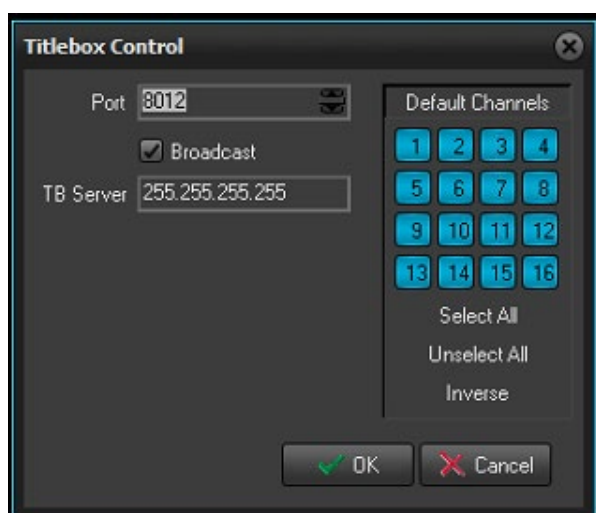 Titlebox Control
Port 8012
Broadcast
TB Server 255.255.255.255
Default Channels
1 2 3 4
5 6 7 8
9 10 11 12
13 14 15 16
Select All
Unselect All
Inverse
OK Cancel